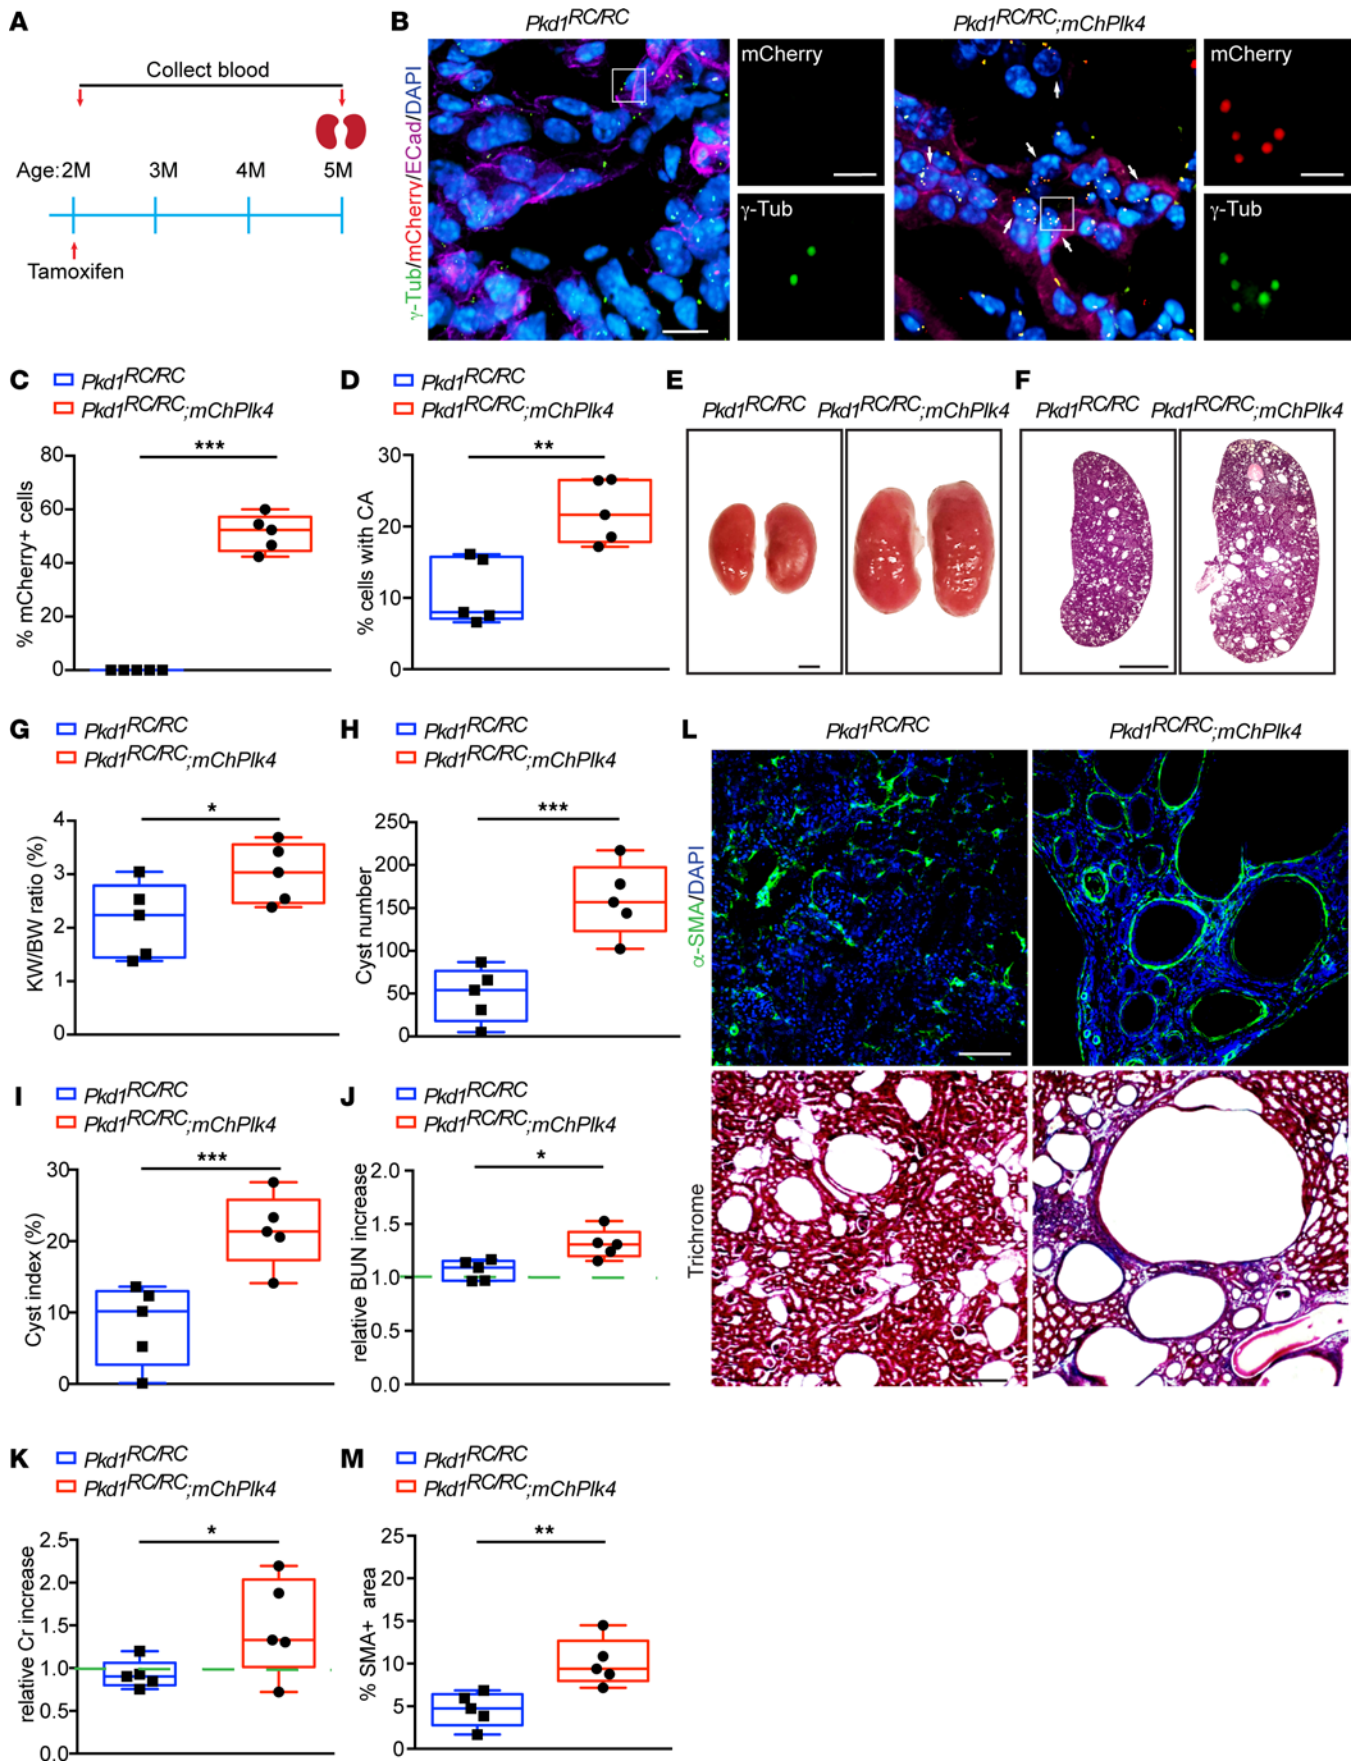 A
Collect blood
Age: 2M 3M 4M 5M
Tamoxifen
B
Pkd1RC/RC
Pkd1RC/RC;mChPlk4
γ-Tub/mCherry/ECad/DAPI
mCherry
γ-Tub
mCherry
γ-Tub
C
Pkd1RC/RC
Pkd1RC/RC;mChPlk4
% mCherry+ cells
***
80
60
40
20
0
D
Pkd1RC/RC
Pkd1RC/RC;mChPlk4
% cells with CA
**
30
20
10
0
E
Pkd1RC/RC Pkd1RC/RC;mChPlk4
F
Pkd1RC/RC Pkd1RC/RC;mChPlk4
G
Pkd1RC/RC
Pkd1RC/RC;mChPlk4
KW/BW ratio (%)
*
4
3
2
1
0
H
Pkd1RC/RC
Pkd1RC/RC;mChPlk4
Cyst number
***
250
200
150
100
50
0
I
Pkd1RC/RC
Pkd1RC/RC;mChPlk4
Cyst index (%)
***
30
20
10
0
J
Pkd1RC/RC
Pkd1RC/RC;mChPlk4
relative BUN increase
*
2.0
1.5
1.0
0.5
0.0
L
Pkd1RC/RC
Pkd1RC/RC;mChPlk4
α-SMA/DAPI
Trichrome
K
Pkd1RC/RC
Pkd1RC/RC;mChPlk4
relative Cr increase
*
2.5
2.0
1.5
1.0
0.5
0.0
M
Pkd1RC/RC
Pkd1RC/RC;mChPlk4
% SMA+ area
**
25
20
15
10
5
0